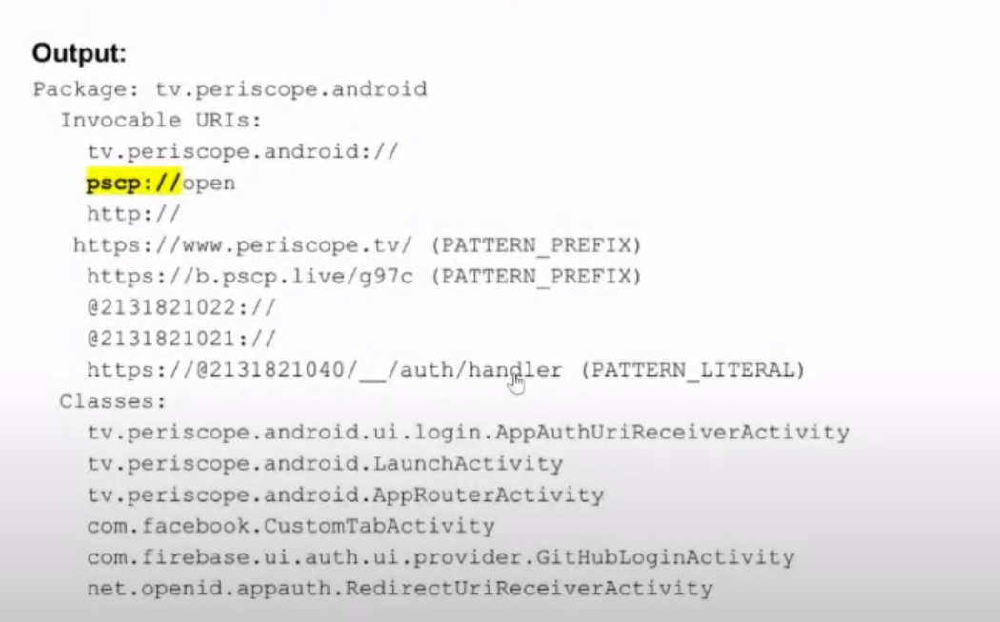 Output:
Package: tv.periscope.android
Invocable URIs:
tv.periscope.android://
pscp://open
http://
https://www.periscope.tv/ (PATTERN_PREFIX)
https://b.pscp.live/g97c (PATTERN_PREFIX)
@2131821022://
@2131821021://
https://@2131821040/__/auth/handler (PATTERN_LITERAL)
Classes:
tv.periscope.android.ui.login.AppAuthUriReceiverActivity
tv.periscope.android.LaunchActivity
tv.periscope.android.AppRouterActivity
com.facebook.CustomTabActivity
com.firebase.ui.auth.ui.provider.GitHubLoginActivity
net.openid.appauth.RedirectUriReceiverActivity